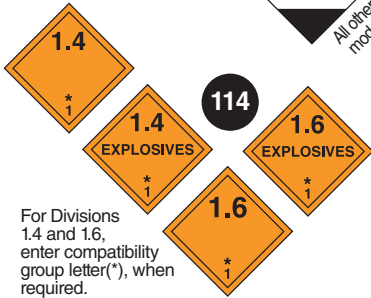 All other
mod
1.4
*
1
1.4
EXPLOSIVES
*
1
114
1.6
EXPLOSIVES
*
1
1.6
*
1
For Divisions
1.4 and 1.6,
enter compatibility
group letter(*), when
required.